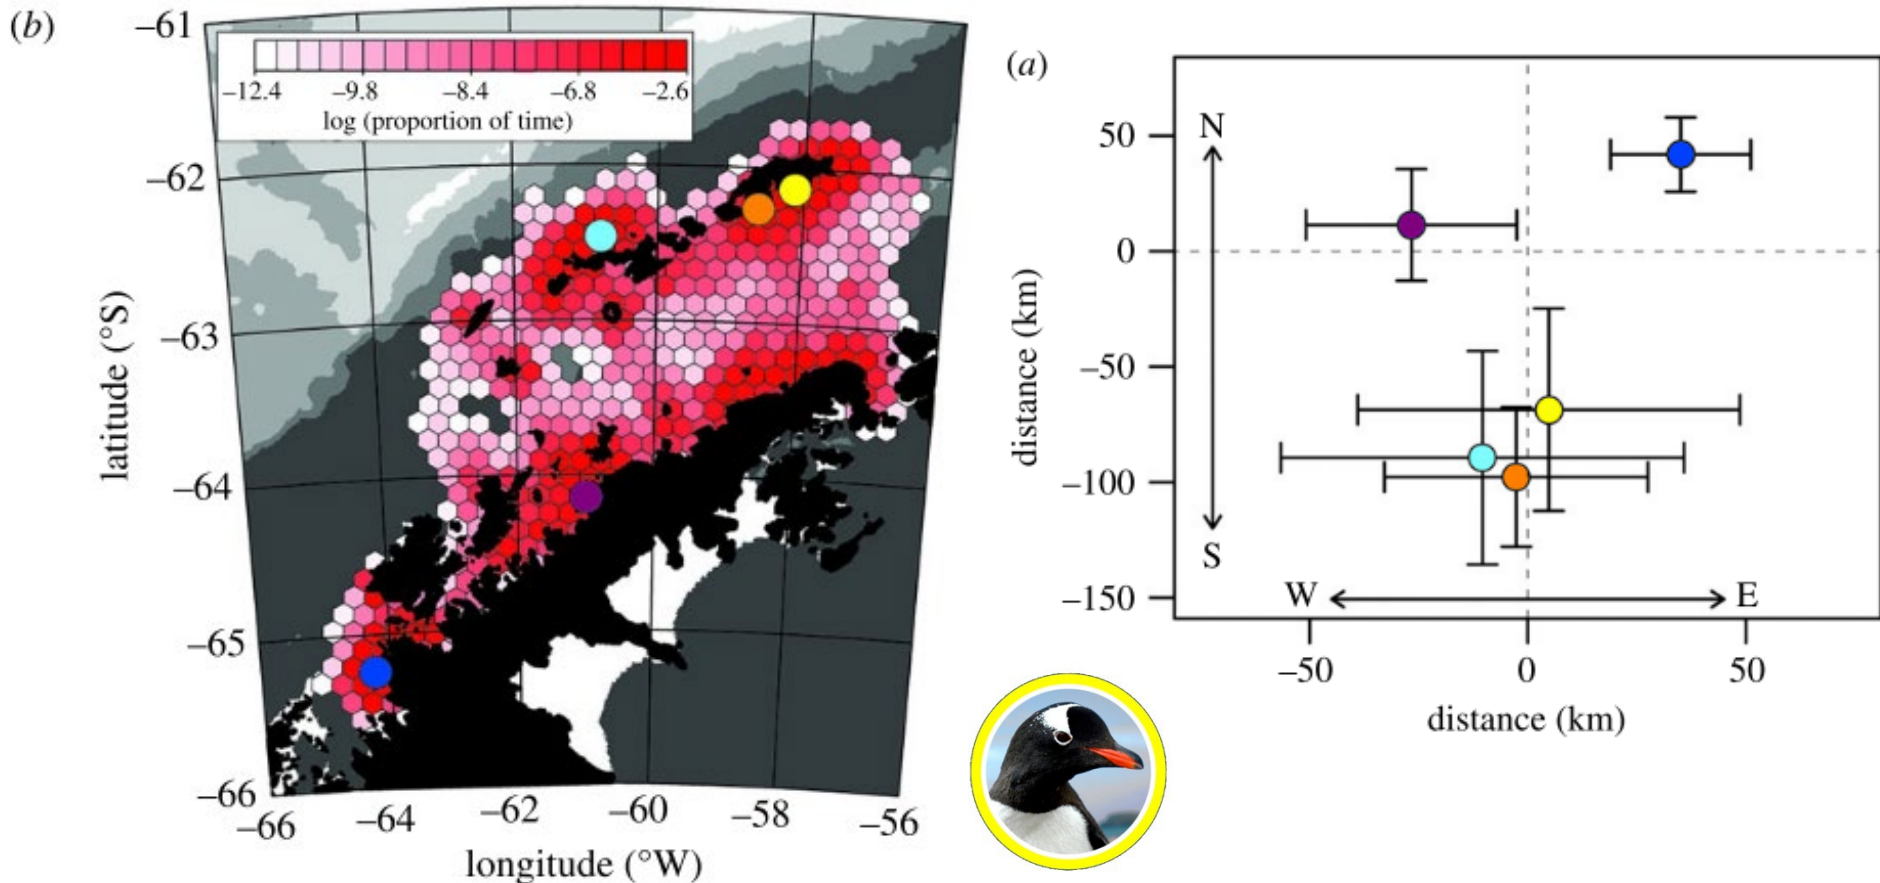 (b)
–61
–62
–63
–64
–65
–66
latitude (°S)
–12.4 –9.8 –8.4 –6.8 –2.6
log (proportion of time)
–66 –64 –62 –60 –58 –56
longitude (°W)
(a)
50
0
–50
–100
–150
distance (km)
N
S
W E
–50 0 50
distance (km)